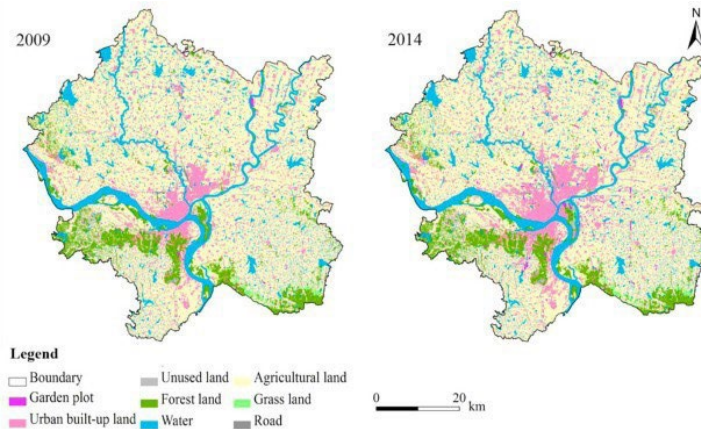 2009
2014
N
Legend
Boundary Unused land Agricultural land
Garden plot Forest land Grass land
Urban built-up land Water Road
0 20
km